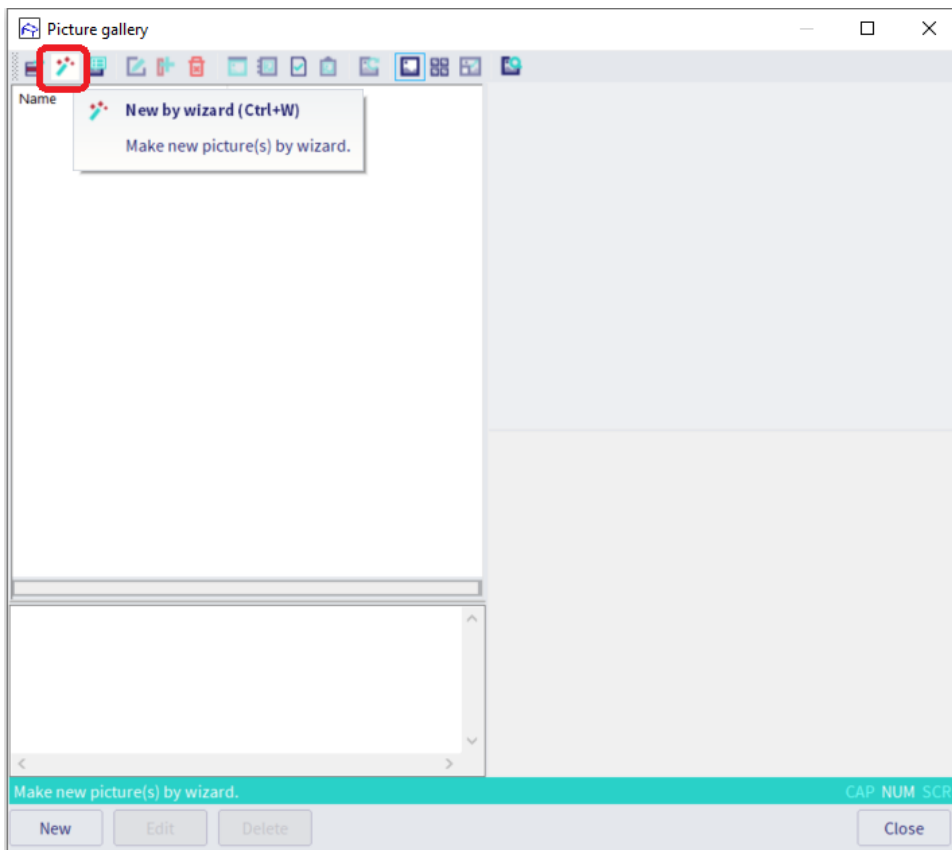 Picture gallery
Name
New by wizard (Ctrl+W)
Make new picture(s) by wizard.
Make new picture(s) by wizard.
CAP NUM SCR
New
Edit
Delete
Close